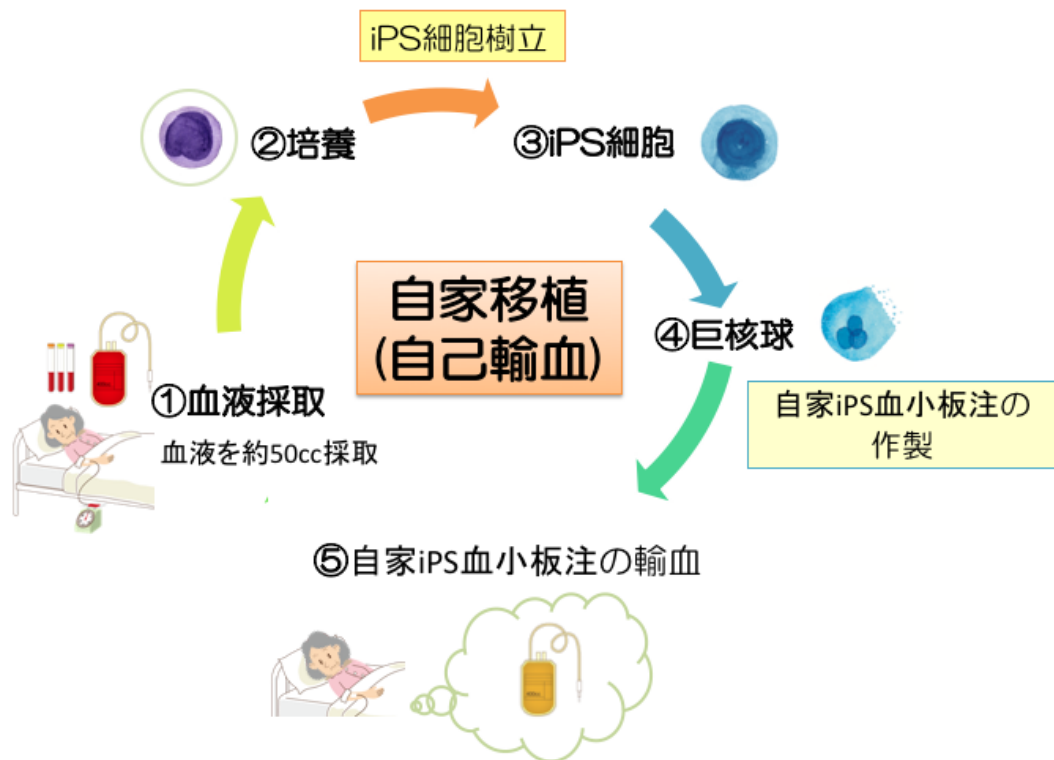 iPS細胞樹立
②培養
③iPS細胞
自家移植
(自己輸血)
④巨核球
①血液採取
血液を約50cc採取
自家iPS血小板注の
作製
⑤自家iPS血小板注の輸血